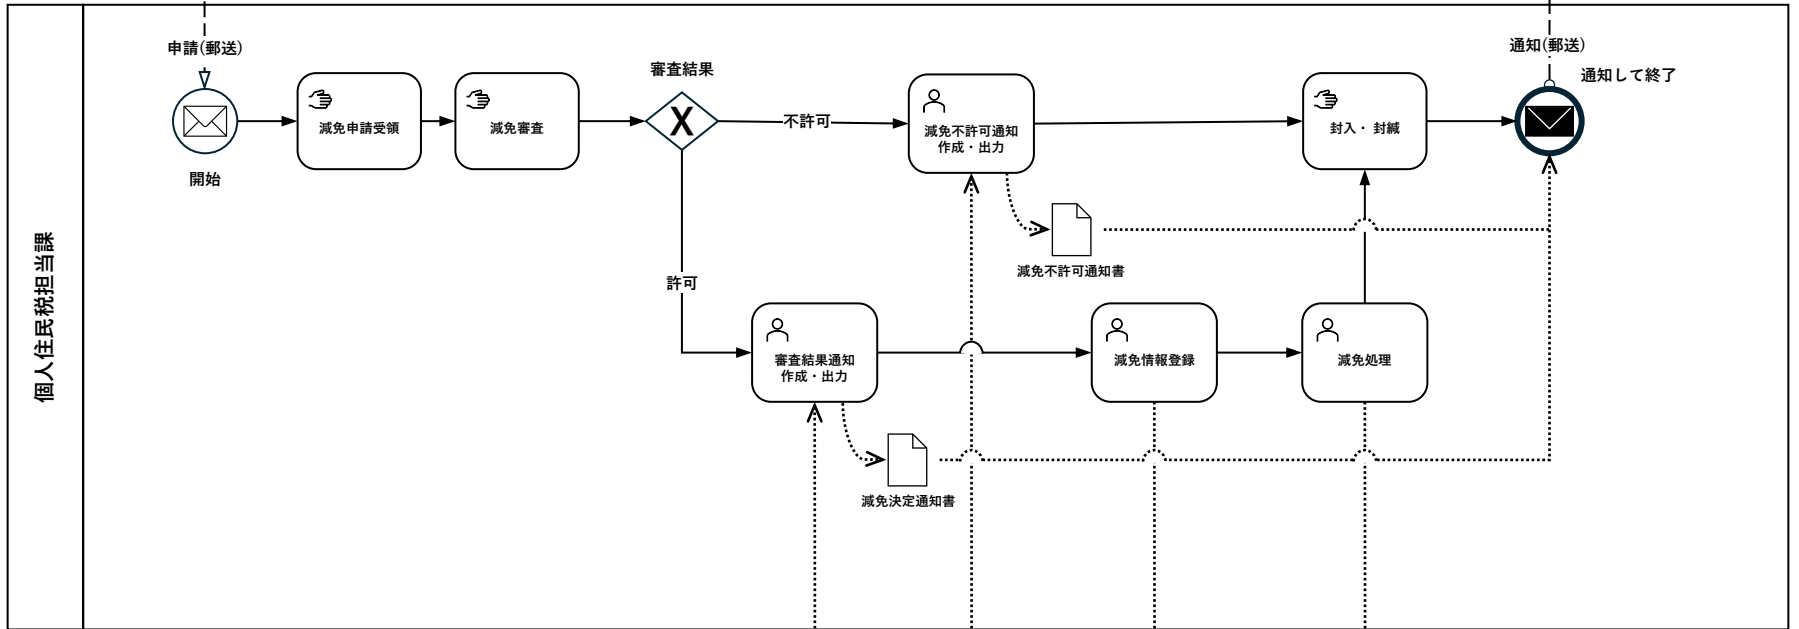 個人住民税担当課
申請(郵送)
開始
減免申請受領
減免審査
審査結果
X
不許可
許可
減免不許可通知
作成・出力
減免不許可通知書
封入・ 封緘
通知(郵送)
通知して終了
審査結果通知
作成・出力
減免決定通知書
減免情報登録
減免処理